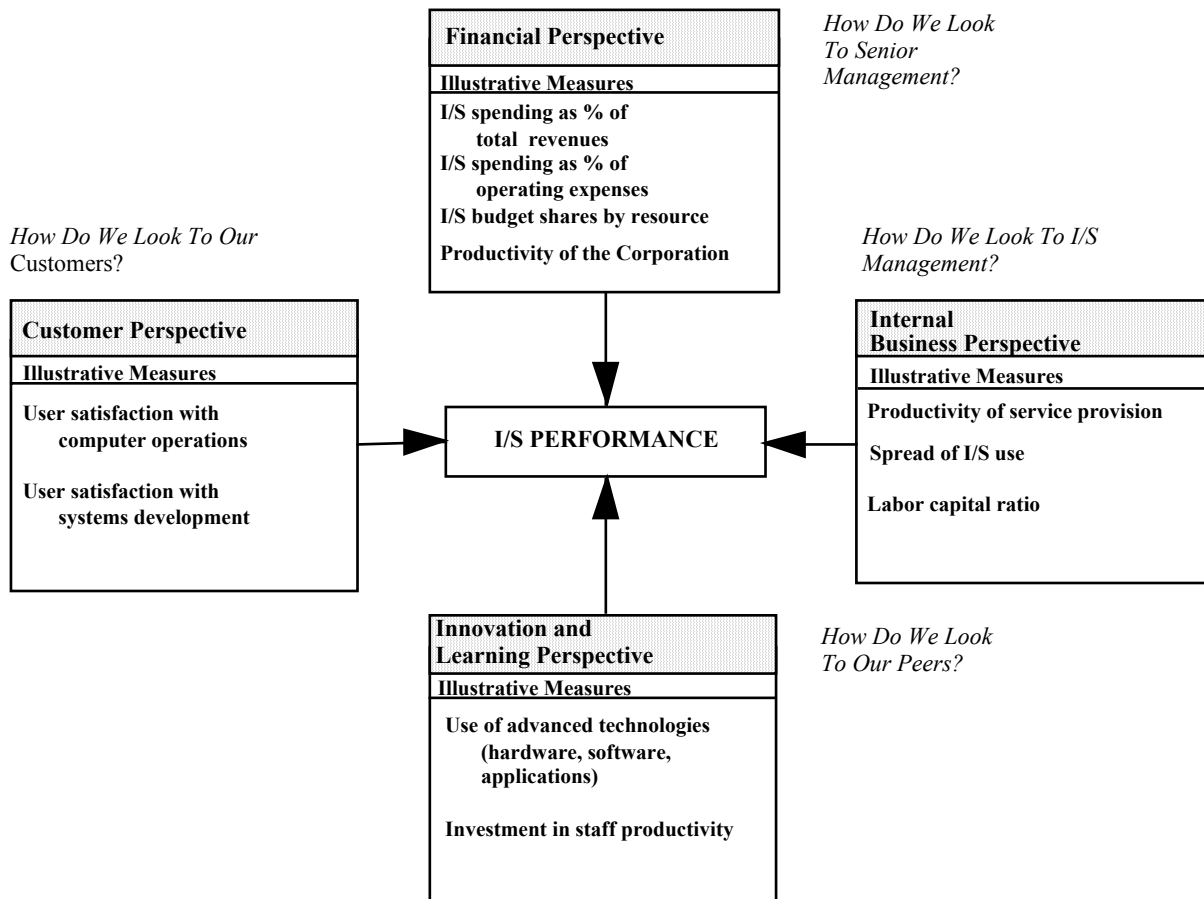 Financial Perspective
Illustrative Measures
I/S spending as % of
total revenues
I/S spending as % of
operating expenses
I/S budget shares by resource
Productivity of the Corporation
How Do We Look
To Senior
Management?
How Do We Look To Our
Customers?
Customer Perspective
Illustrative Measures
User satisfaction with
computer operations
User satisfaction with
systems development
I/S PERFORMANCE
How Do We Look To I/S
Management?
Internal
Business Perspective
Illustrative Measures
Productivity of service provision
Spread of I/S use
Labor capital ratio
Innovation and
Learning Perspective
Illustrative Measures
Use of advanced technologies
(hardware, software,
applications)
Investment in staff productivity
How Do We Look
To Our Peers?